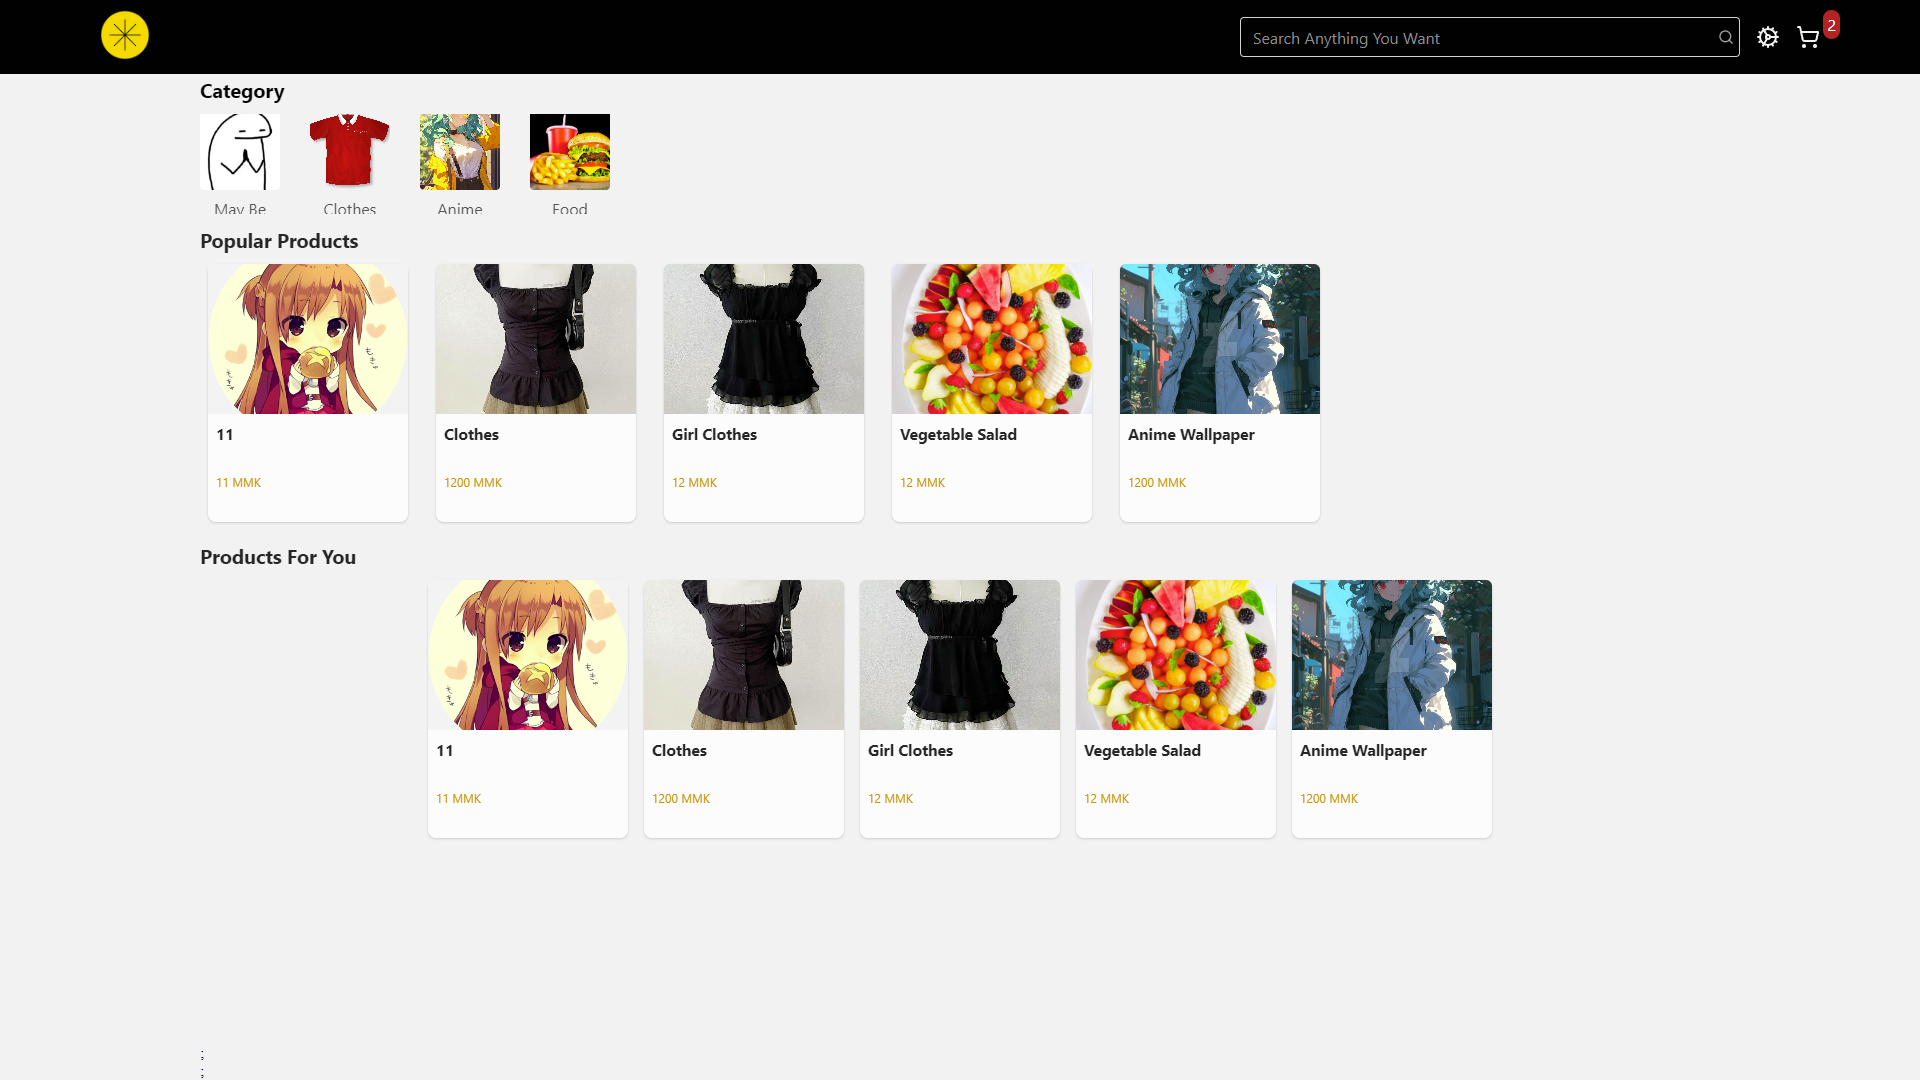 Search Anything You Want
2
Category
May Be
Clothes
Anime
Food
Popular Products
11
Clothes
Girl Clothes
Vegetable Salad
Anime Wallpaper
11 MMK
1200 MMK
12 MMK
12 MMK
1200 MMK
Products For You
11
Clothes
Girl Clothes
Vegetable Salad
Anime Wallpaper
11 MMK
1200 MMK
12 MMK
12 MMK
1200 MMK
;
;